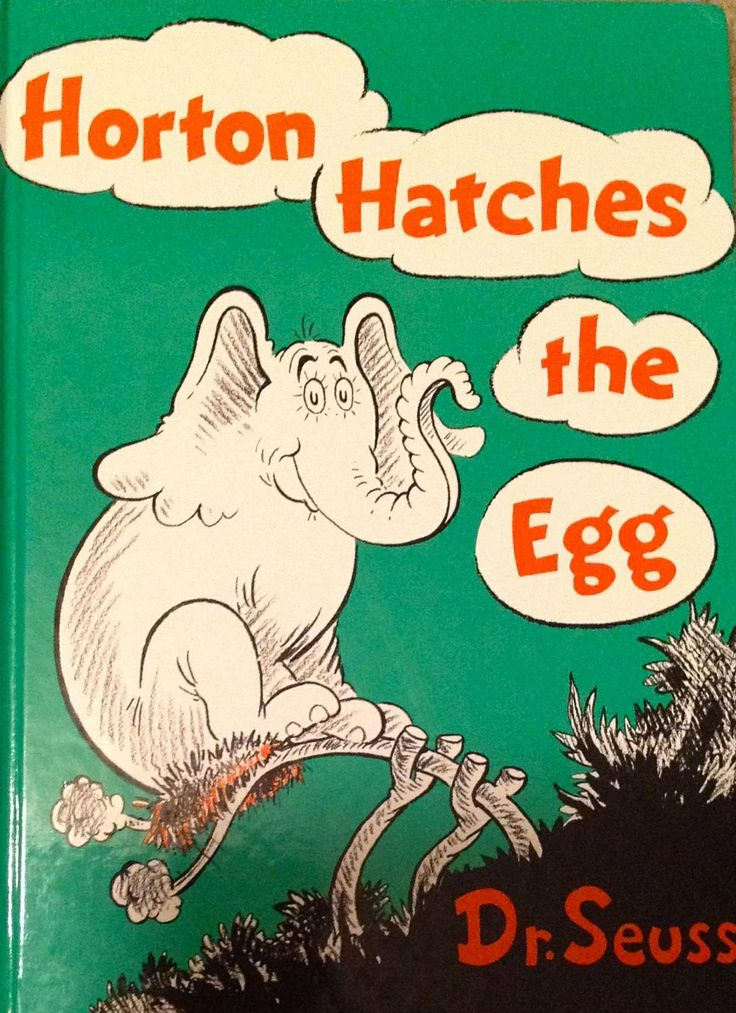 Horton
Hatches
the
Egg
Dr. Seuss